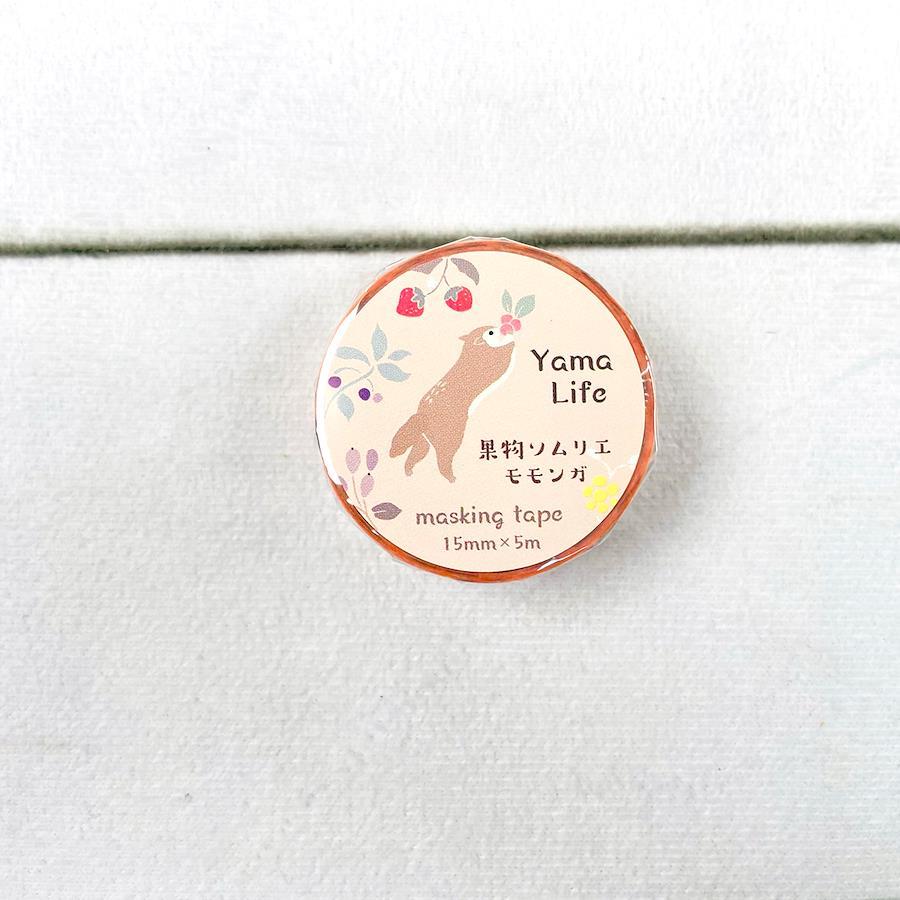 Yama
Life
果物ソムリエ
モモンガ
masking tape
15mm×5m